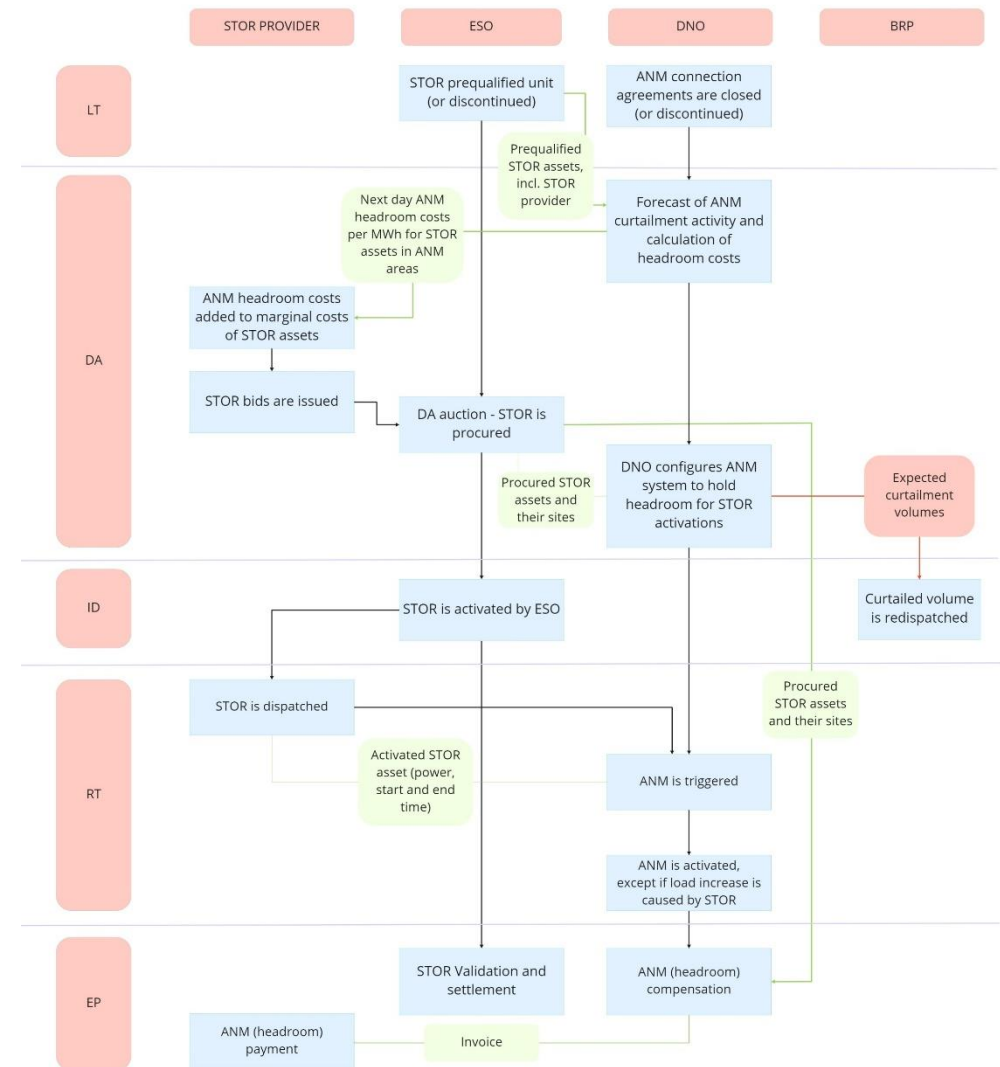 STOR PROVIDER
ESO
DNO
BRP
LT
STOR prequalified unit
(or discontinued)
ANM connection
agreements are closed
(or discontinued)
Prequalified
STOR assets,
incl. STOR
provider
DA
Next day ANM
headroom costs
per MWh for STOR
assets in ANM
areas
Forecast of ANM
curtailment activity and
calculation of
headroom costs
ANM headroom costs
added to marginal costs
of STOR assets
STOR bids are issued
DA auction - STOR is
procured
Procured STOR
assets and
their sites
DNO configures ANM
system to hold
headroom for STOR
activations
Expected
curtailment
volumes
ID
STOR is activated by ESO
Curtailed volume
is redispatched
RT
STOR is dispatched
Procured
STOR assets
and their sites
Activated STOR
asset (power,
start and end
time)
ANM is triggered
ANM is activated,
except if load increase is
caused by STOR
EP
STOR Validation and
settlement
ANM (headroom)
compensation
ANM (headroom)
payment
Invoice